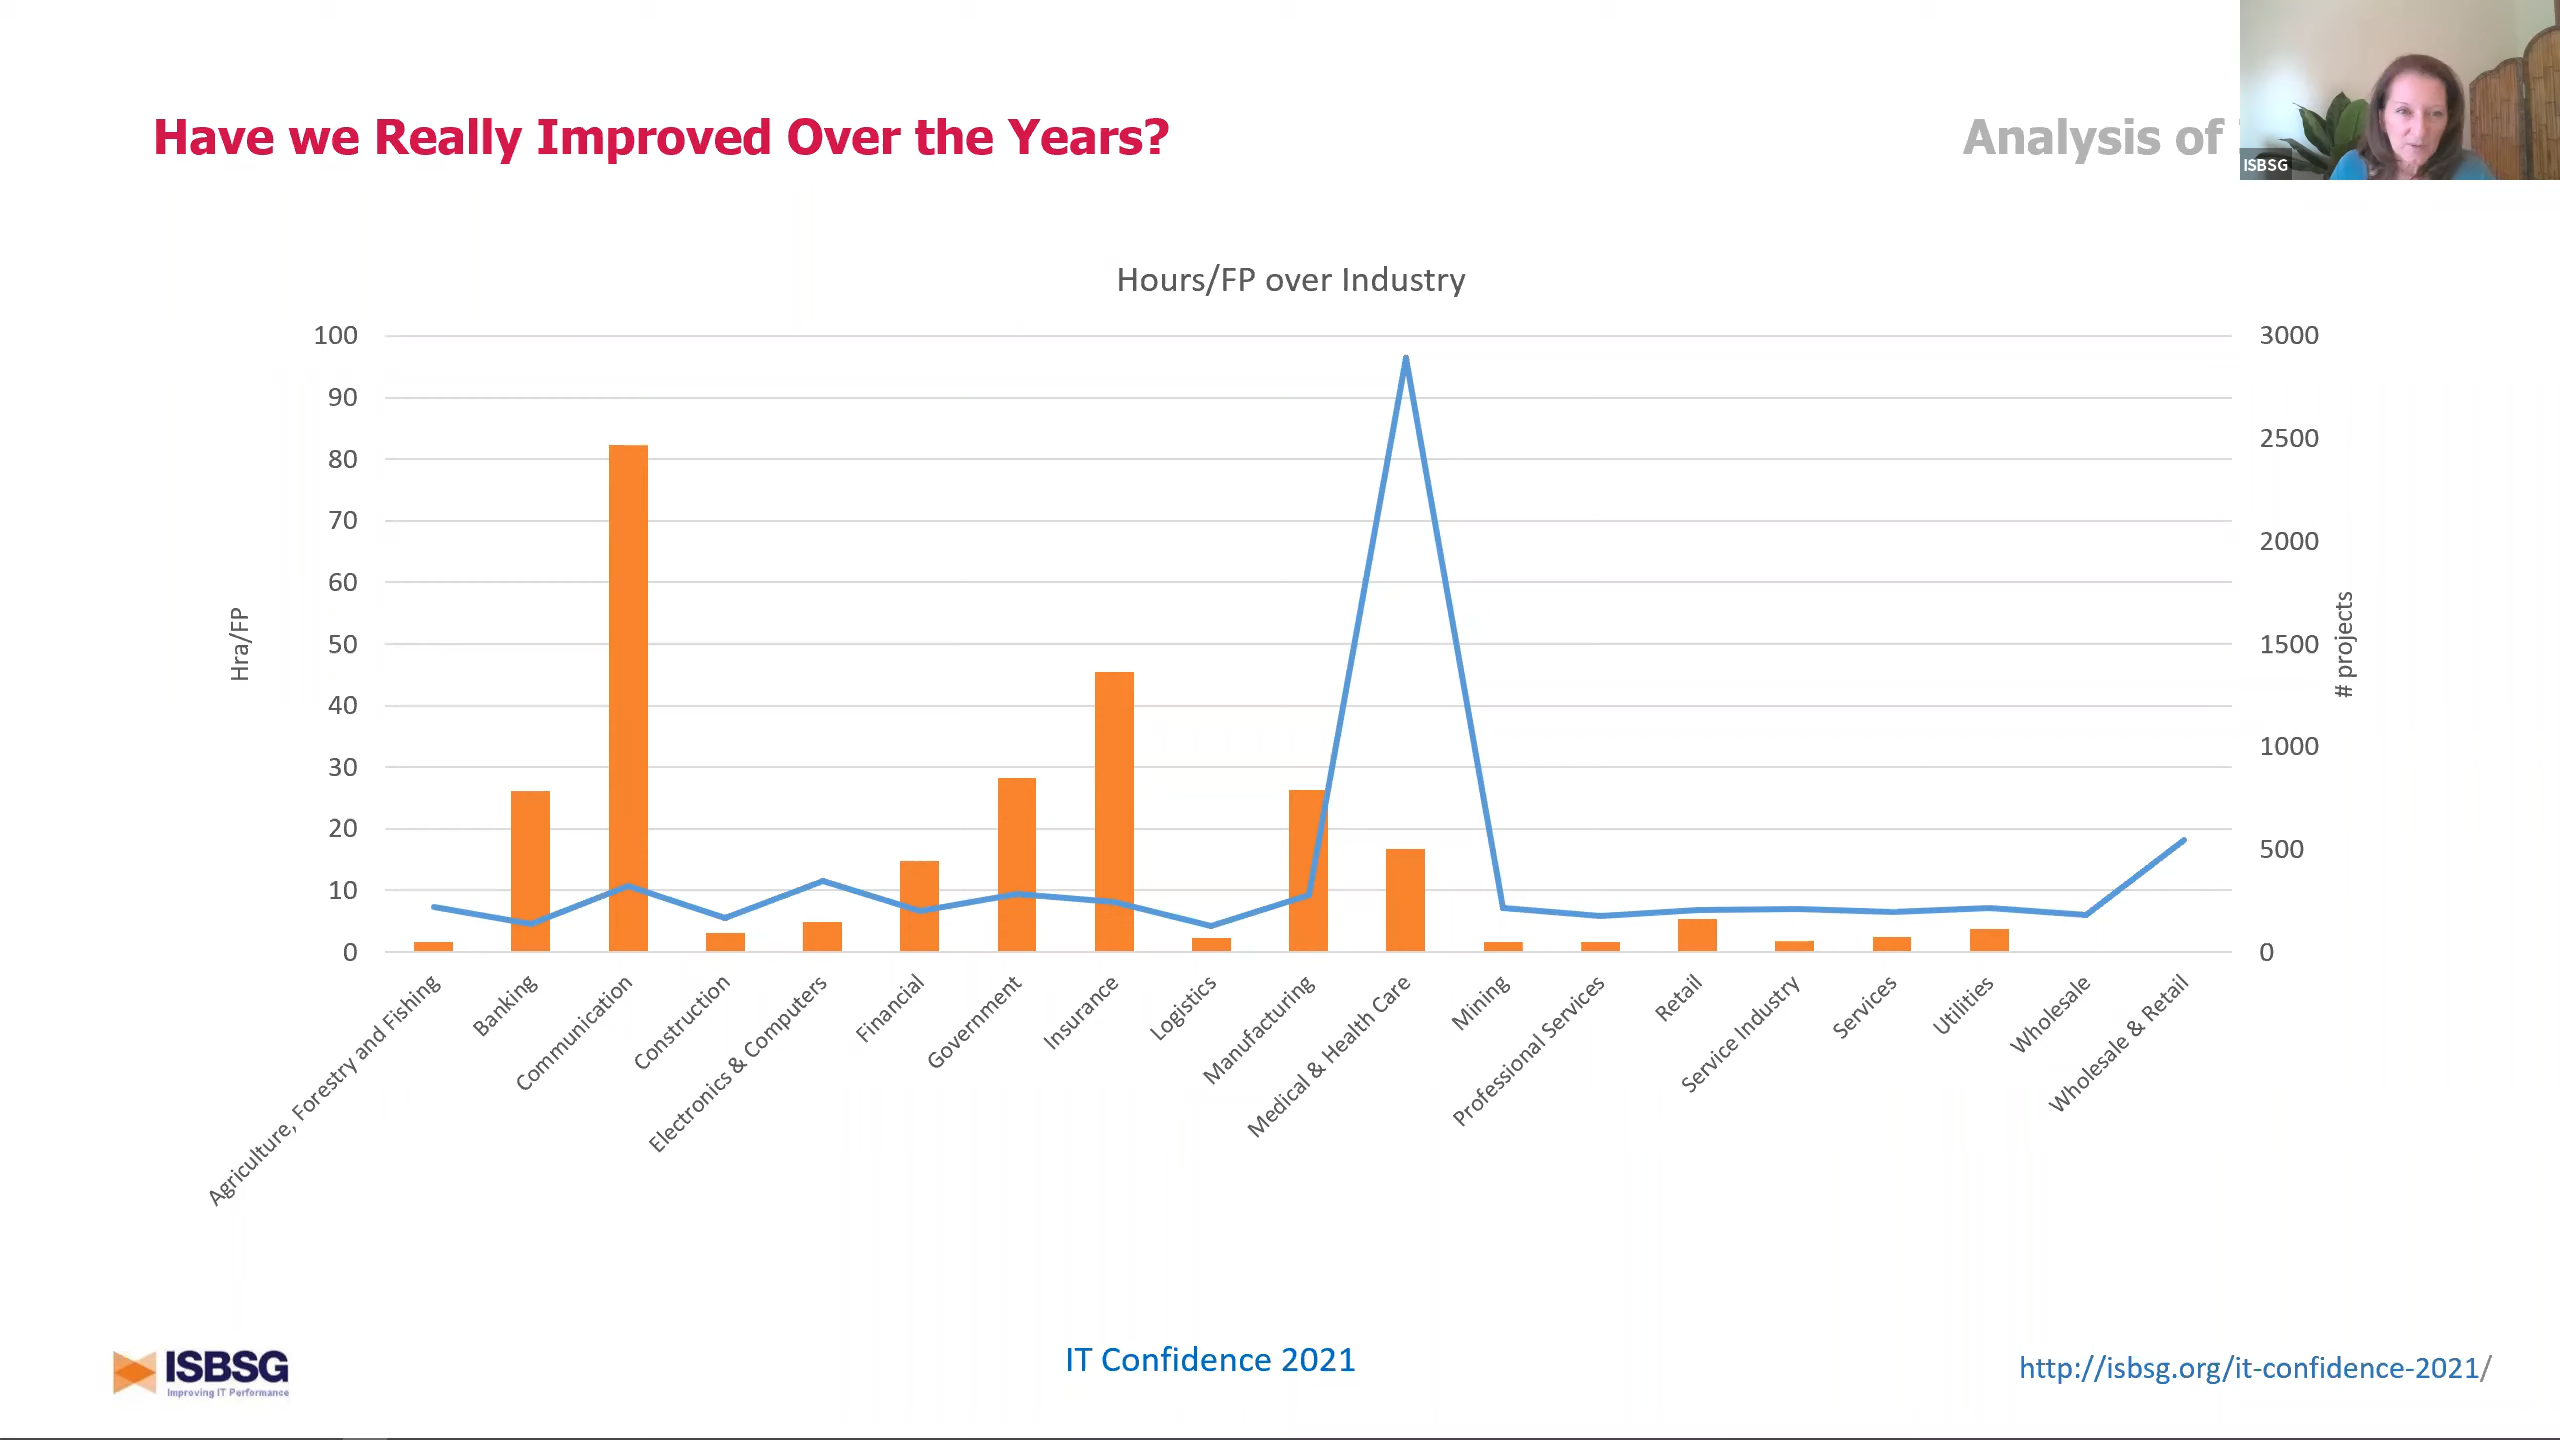 Have we Really Improved Over the Years?
Analysis of
ISBSG
Hours/FP over Industry
100
90
80
70
60
50
40
30
20
10
0
Hra/FP
3000
2500
2000
1500
1000
500
0
# projects
Agriculture, Forestry and Fishing
Banking
Communication
Construction
Electronics & Computers
Financial
Government
Insurance
Logistics
Manufacturing
Medical & Health Care
Mining
Professional Services
Retail
Service Industry
Services
Utilities
Wholesale
Wholesale & Retail
ISBSG
Improving IT Performance
IT Confidence 2021
http://isbsg.org/it-confidence-2021/